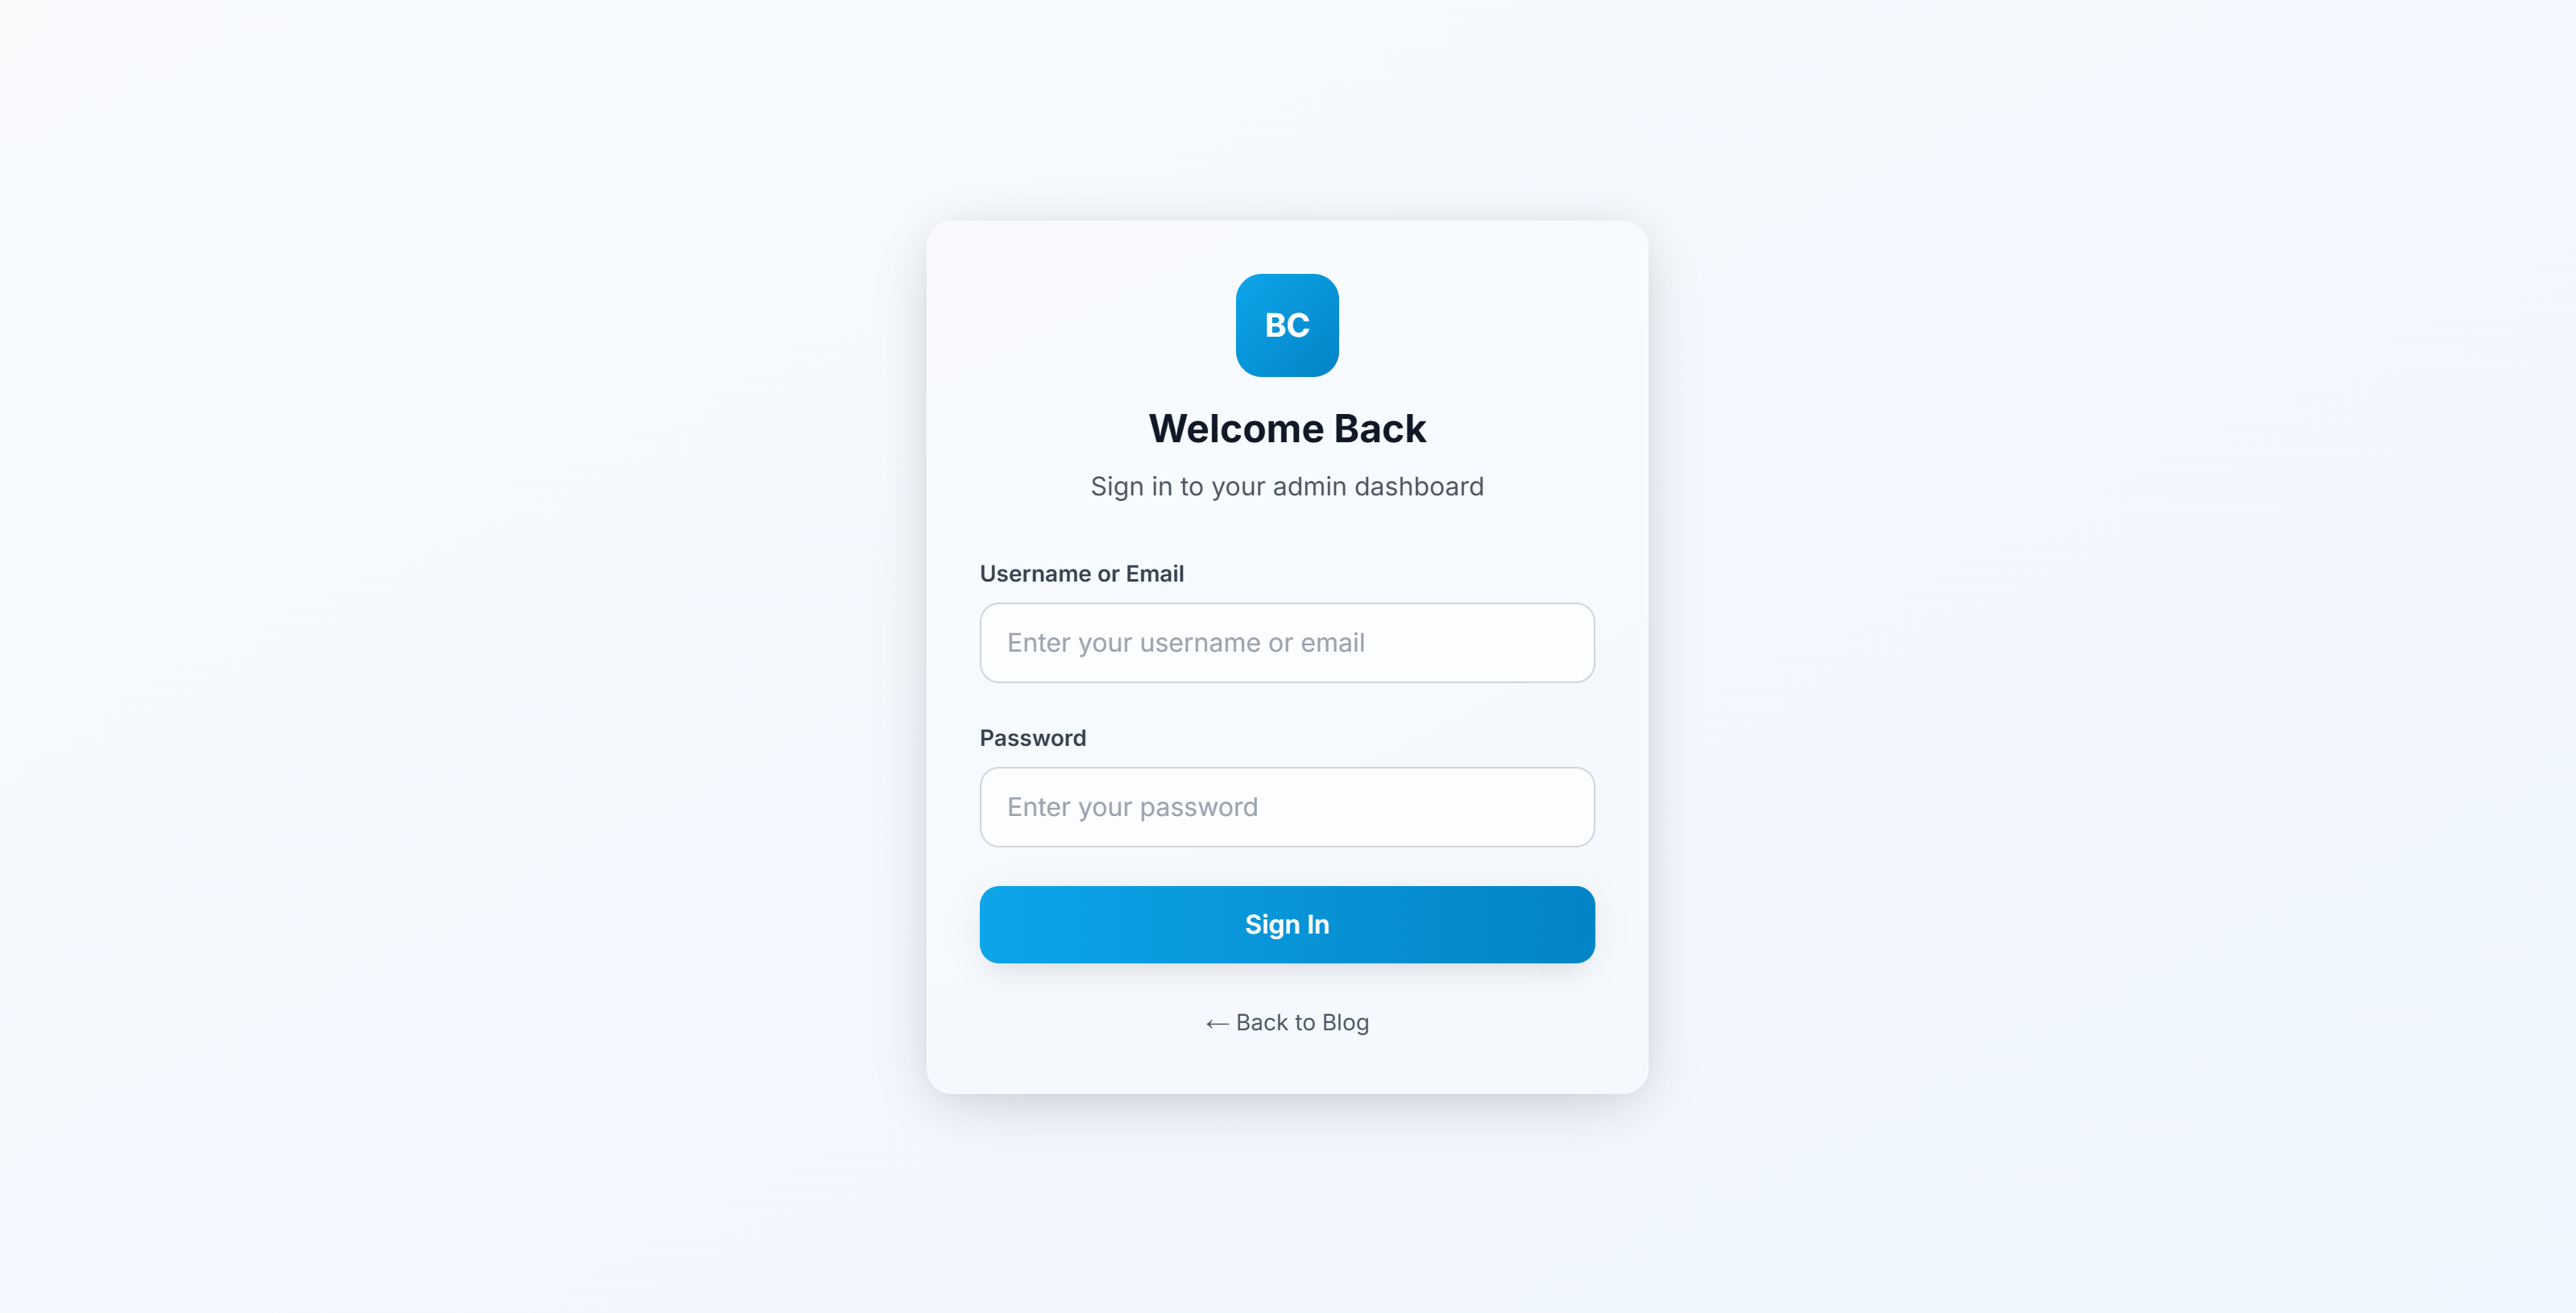 BC
Welcome Back
Sign in to your admin dashboard
Username or Email
Enter your username or email
Password
Enter your password
Sign In
← Back to Blog